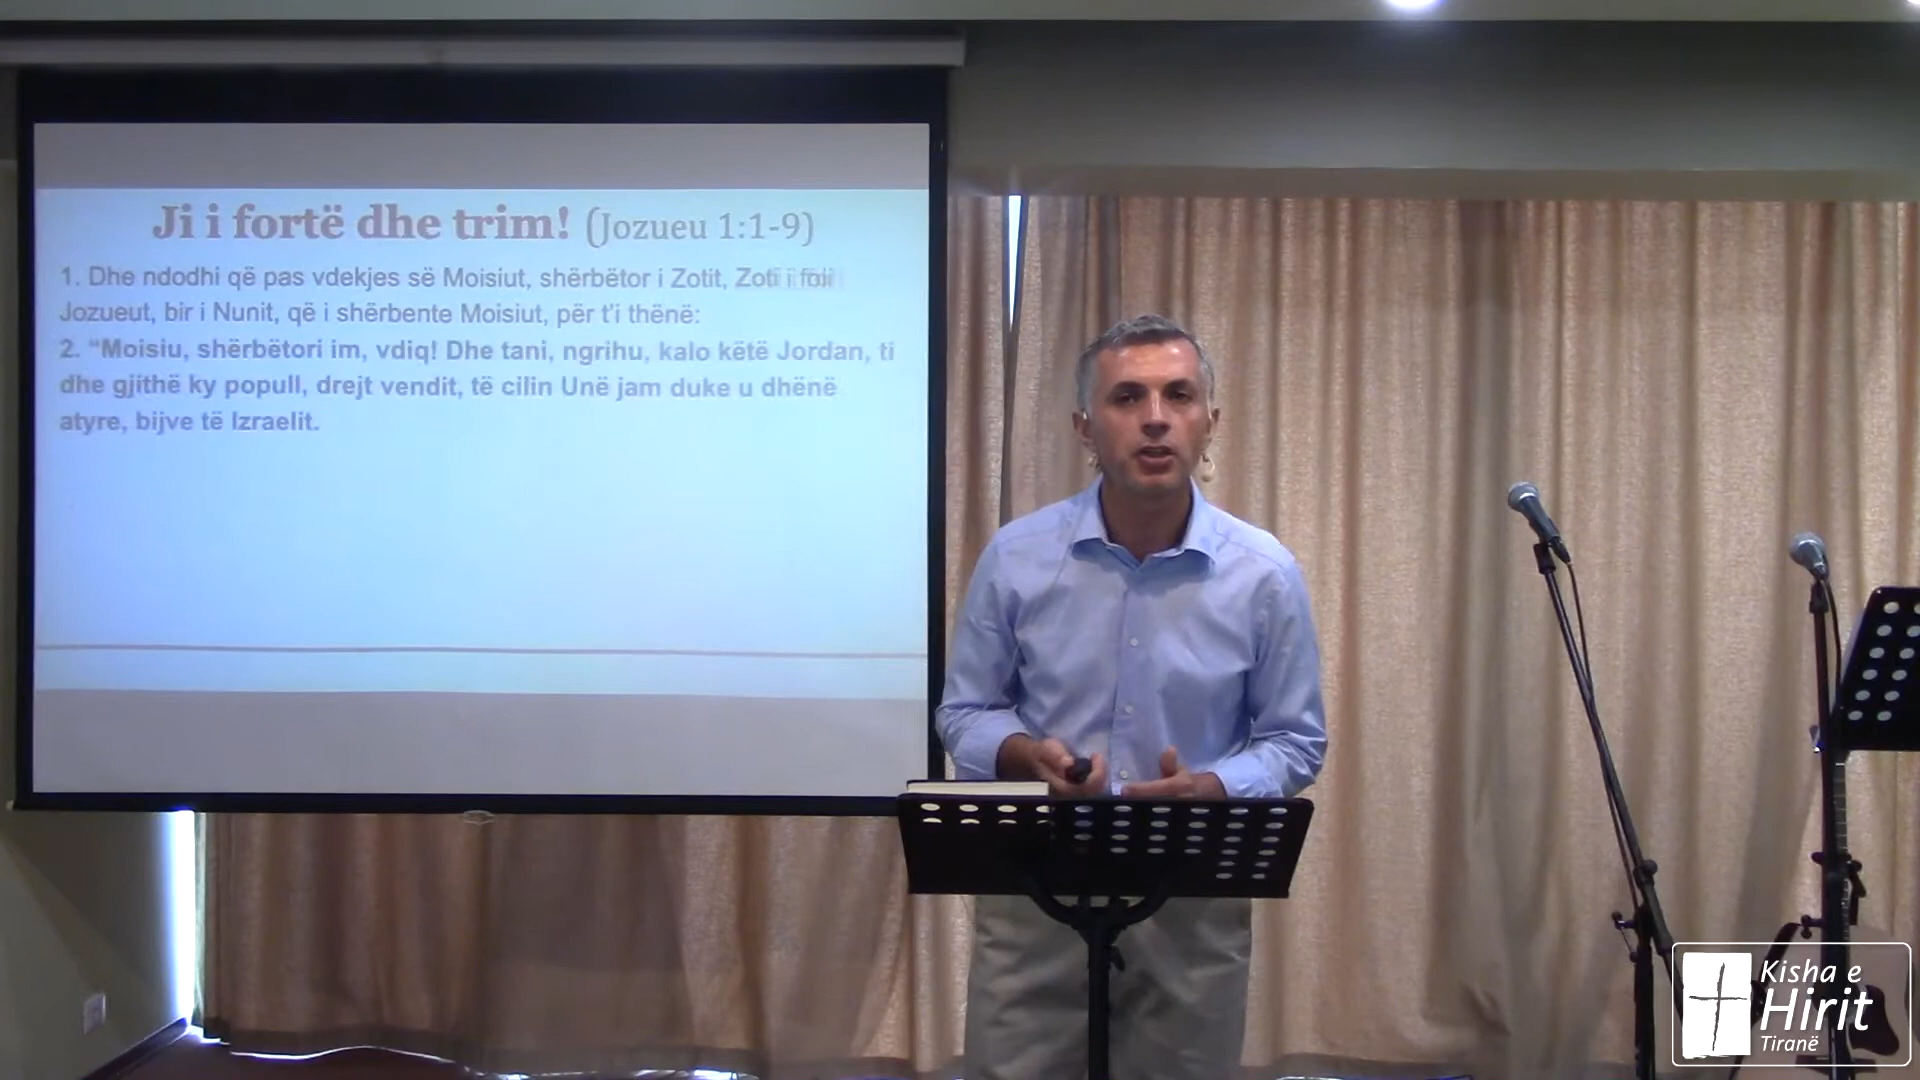 Ji i fortë dhe trim! (Jozueu 1:1-9)
1. Dhe ndodhi që pas vdekjes së Moisiut, shërbëtor i Zotit, Zoti i foli
Jozueut, bir i Nunit, që i shërbente Moisiut, për t'i thënë:
2. “Moisiu, shërbëtori im, vdiq! Dhe tani, ngrihu, kalo këtë Jordan, ti
dhe gjithë ky popull, drejt vendit, të cilin Unë jam duke u dhënë
atyre, bijve të Izraelit.
Kisha e
Hirit
Tiranë